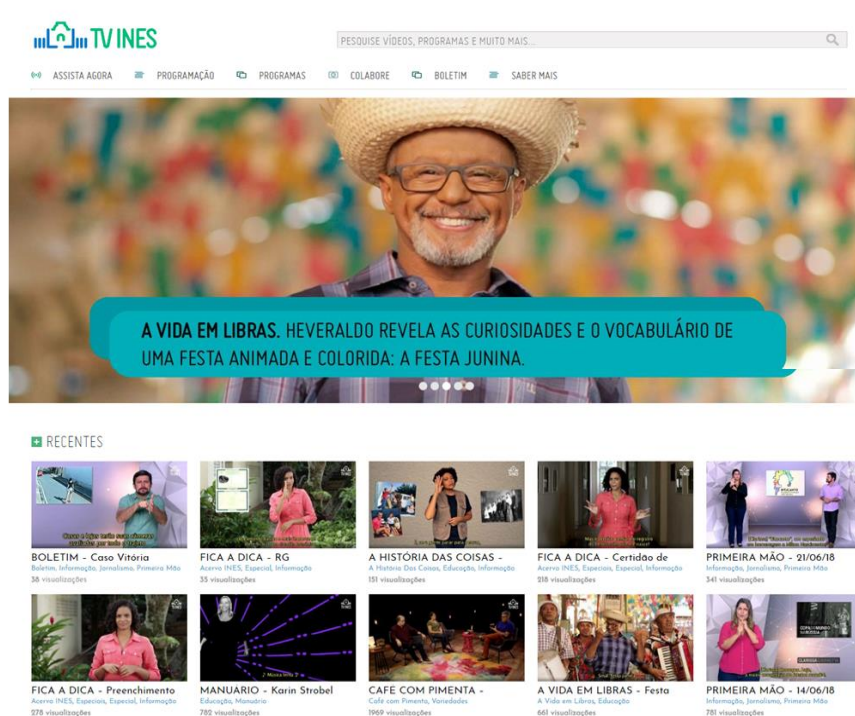 TV INES
PESQUISE VÍDEOS, PROGRAMAS E MUITO MAIS...
ASSISTA AGORA PROGRAMAÇÃO PROGRAMAS COLABORE BOLETIM SABER MAIS
A VIDA EM LIBRAS. HEVERALDO REVELA AS CURIOSIDADES E O VOCABULÁRIO DE
UMA FESTA ANIMADA E COLORIDA: A FESTA JUNINA.
RECENTES
BOLETIM - Caso Vitória
Boletim, Informação, Jornalismo, Primeira Mão
38 visualizações
FICA A DICA - RG
Acervo INES, Especial, Informação
35 visualizações
A HISTÓRIA DAS COISAS -
A História Das Coisas, Educação, Informação
151 visualizações
FICA A DICA - Certidão de
Acervo INES, Especial, Informação
218 visualizações
PRIMEIRA MÃO - 21/06/18
Informação, Jornalismo, Primeira Mão
341 visualizações
FICA A DICA - Preenchimento
Acervo INES, Especiais, Especial, Informação
278 visualizações
MANUÁRIO - Karin Strobel
Educação, Manuário
782 visualizações
CAFÉ COM PIMENTA -
Café com Pimenta, Variedades
1969 visualizações
A VIDA EM LIBRAS - Festa
A Vida em Libras, Educação
661 visualizações
PRIMEIRA MÃO - 14/06/18
Informação, Jornalismo, Primeira Mão
781 visualizações